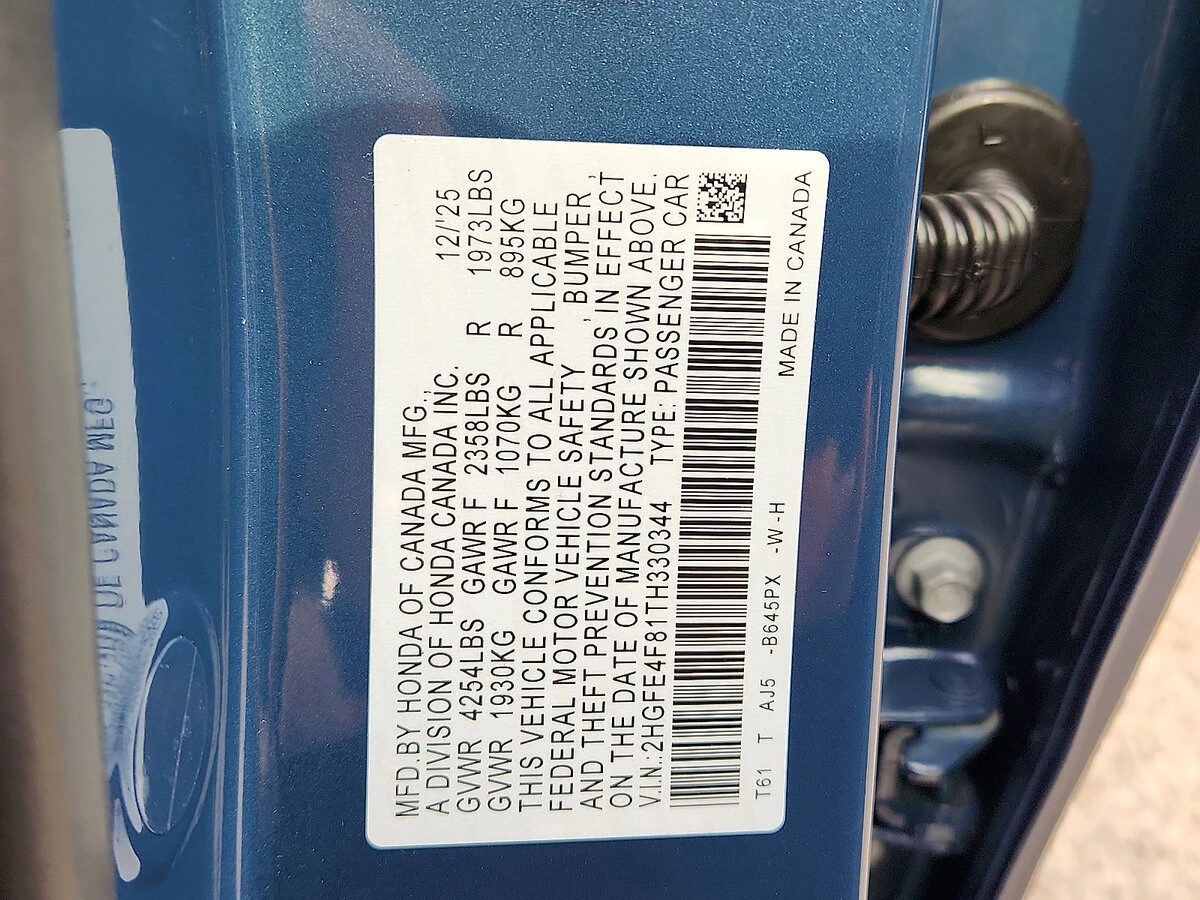 MFD.BY HONDA OF CANADA MFG.,
A DIVISION OF HONDA CANADA INC. 12/'25
GVWR 4254LBS GAWR F 2358LBS R 1973LBS
GVWR 1930KG GAWR F 1070KG R 895KG
THIS VEHICLE CONFORMS TO ALL APPLICABLE
FEDERAL MOTOR VEHICLE SAFETY , BUMPER ,
AND THEFT PREVENTION STANDARDS IN EFFECT
ON THE DATE OF MANUFACTURE SHOWN ABOVE.
V.I.N.:2HGFE4F81TH330344 TYPE: PASSENGER CAR
MADE IN CANADA
T61 T AJ5 -B645PX -W-H